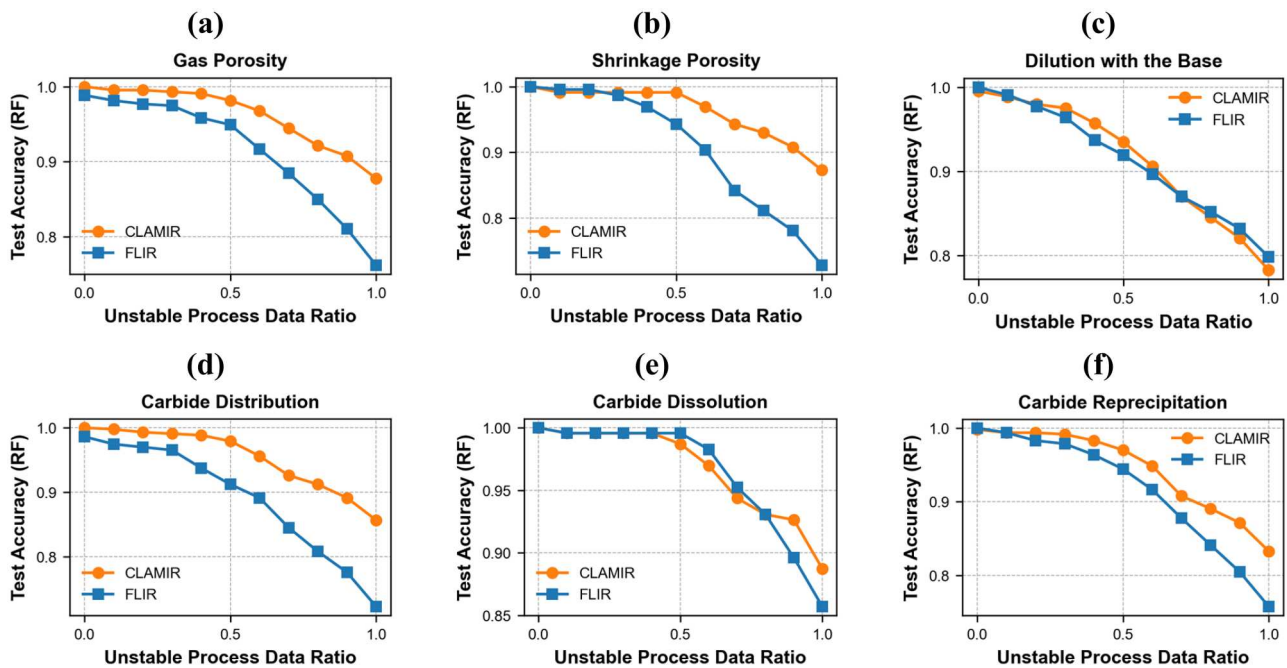 (a)
Gas Porosity
Test Accuracy (RF)
1.0
0.9
0.8
CLAMIR
FLIR
0.0
0.5
1.0
Unstable Process Data Ratio
(b)
Shrinkage Porosity
Test Accuracy (RF)
1.0
0.9
0.8
CLAMIR
FLIR
0.0
0.5
1.0
Unstable Process Data Ratio
(c)
Dilution with the Base
Test Accuracy (RF)
1.0
0.9
0.8
CLAMIR
FLIR
0.0
0.5
1.0
Unstable Process Data Ratio
(d)
Carbide Distribution
Test Accuracy (RF)
1.0
0.9
0.8
CLAMIR
FLIR
0.0
0.5
1.0
Unstable Process Data Ratio
(e)
Carbide Dissolution
Test Accuracy (RF)
1.00
0.95
0.90
0.85
CLAMIR
FLIR
0.0
0.5
1.0
Unstable Process Data Ratio
(f)
Carbide Reprecipitation
Test Accuracy (RF)
1.0
0.9
0.8
CLAMIR
FLIR
0.0
0.5
1.0
Unstable Process Data Ratio